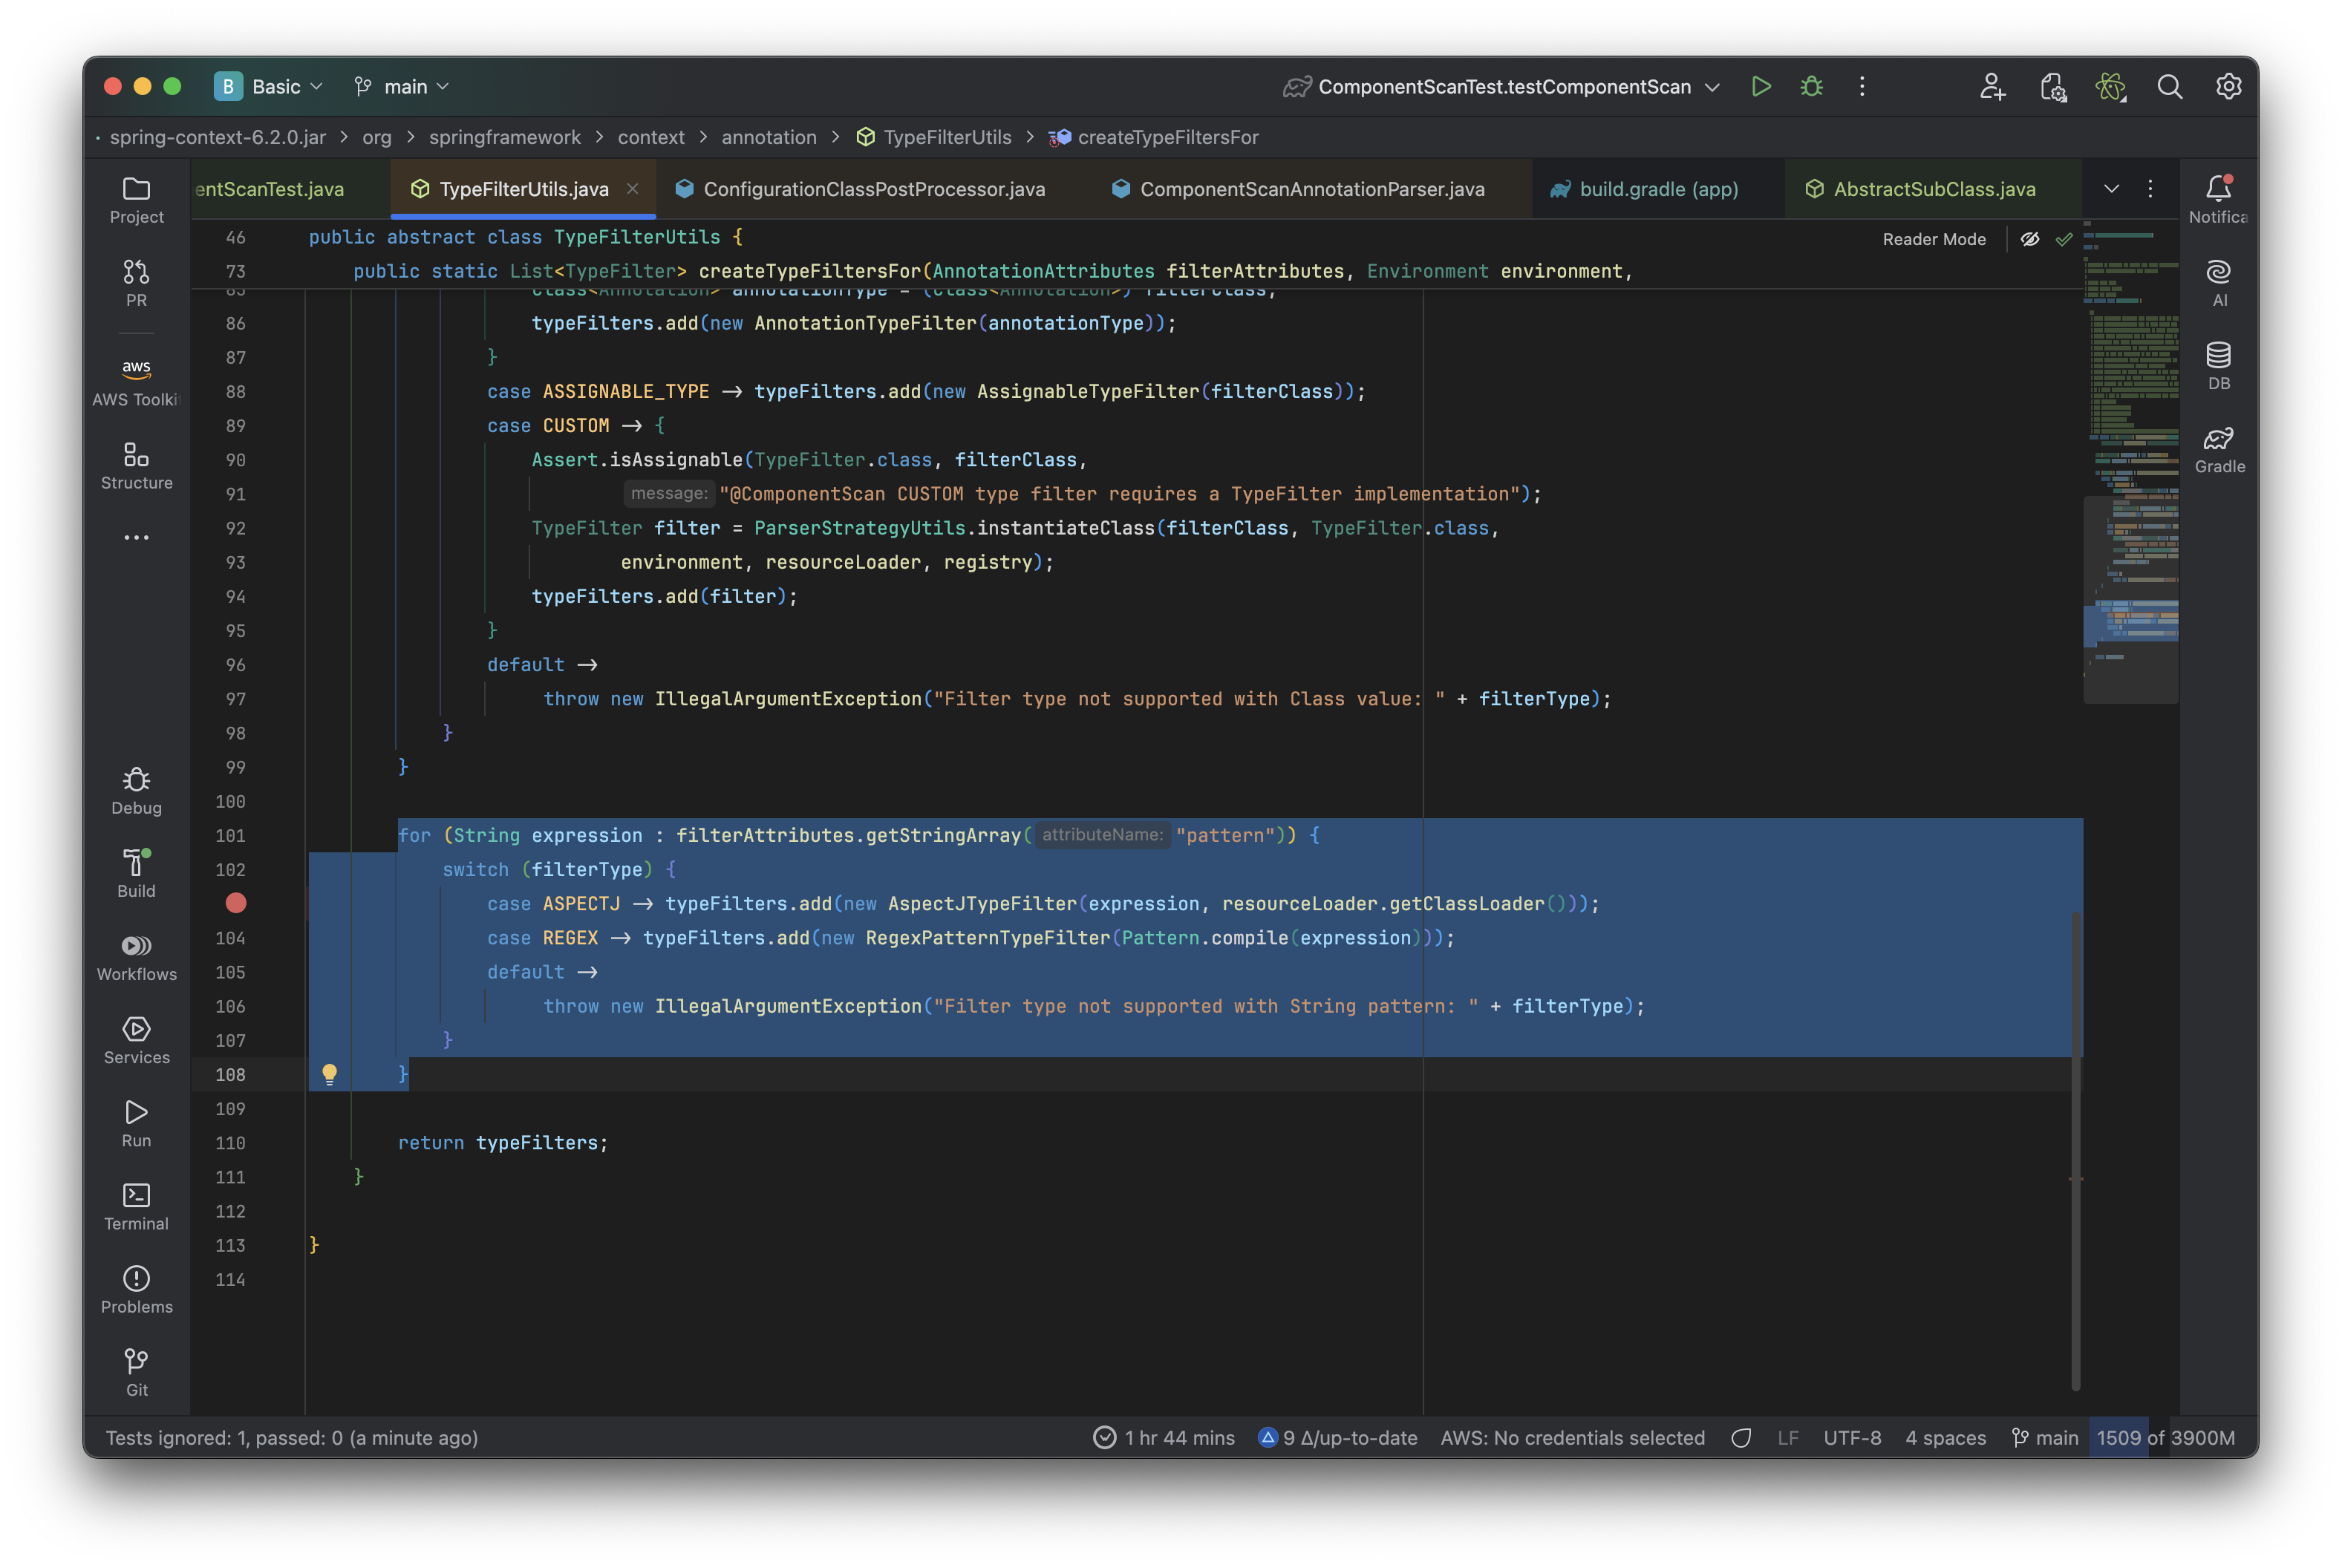 B Basic main ComponentScanTest.testComponentScan
spring-context-6.2.0.jar > org > springframework > context > annotation > TypeFilterUtils > createTypeFiltersFor
entScanTest.java TypeFilterUtils.java ConfigurationClassPostProcessor.java ComponentScanAnnotationParser.java build.gradle (app) AbstractSubClass.java
Project
PR
aws
AWS Toolki
Structure
Debug
Build
Workflows
Services
Run
Terminal
Problems
Git
Reader Mode
46 public abstract class TypeFilterUtils {
73 public static List<TypeFilter> createTypeFiltersFor(AnnotationAttributes filterAttributes, Environment environment,
85 Class<Annotation> annotationType = (Class<Annotation>) filterClass;
86 typeFilters.add(new AnnotationTypeFilter(annotationType));
87 }
88 case ASSIGNABLE_TYPE -> typeFilters.add(new AssignableTypeFilter(filterClass));
89 case CUSTOM -> {
90 Assert.isAssignable(TypeFilter.class, filterClass,
91 message: "@ComponentScan CUSTOM type filter requires a TypeFilter implementation");
92 TypeFilter filter = ParserStrategyUtils.instantiateClass(filterClass, TypeFilter.class,
93 environment, resourceLoader, registry);
94 typeFilters.add(filter);
95 }
96 default ->
97 throw new IllegalArgumentException("Filter type not supported with Class value: " + filterType);
98 }
99 }
100
101 for (String expression : filterAttributes.getStringArray( attributeName: "pattern")) {
102 switch (filterType) {
case ASPECTJ -> typeFilters.add(new AspectJTypeFilter(expression, resourceLoader.getClassLoader()));
104 case REGEX -> typeFilters.add(new RegexPatternTypeFilter(Pattern.compile(expression)));
105 default ->
106 throw new IllegalArgumentException("Filter type not supported with String pattern: " + filterType);
107 }
108 }
109
110 return typeFilters;
111 }
112
113 }
114
Notifica
AI
DB
Gradle
Tests ignored: 1, passed: 0 (a minute ago) 1 hr 44 mins 9 Δ/up-to-date AWS: No credentials selected LF UTF-8 4 spaces main 1509 of 3900M